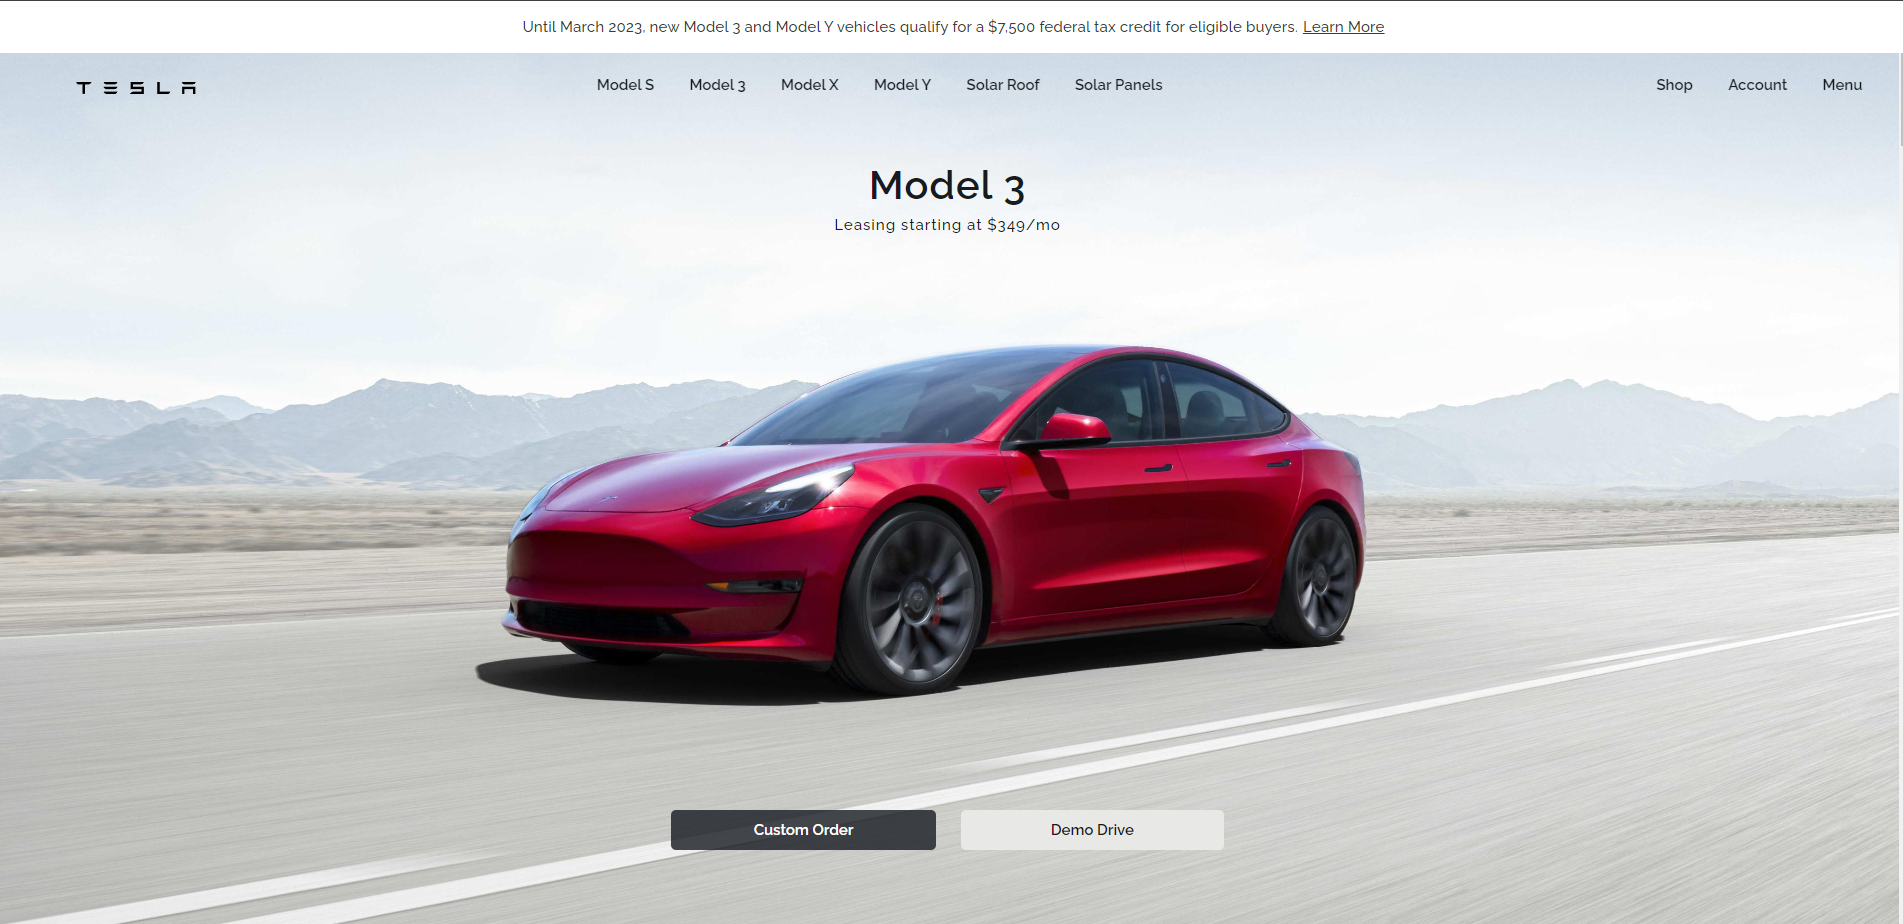 Until March 2023, new Model 3 and Model Y vehicles qualify for a $7,500 federal tax credit for eligible buyers. Learn More
TESLA Model S Model 3 Model X Model Y Solar Roof Solar Panels Shop Account Menu
Model 3
Leasing starting at $349/mo
Custom Order Demo Drive